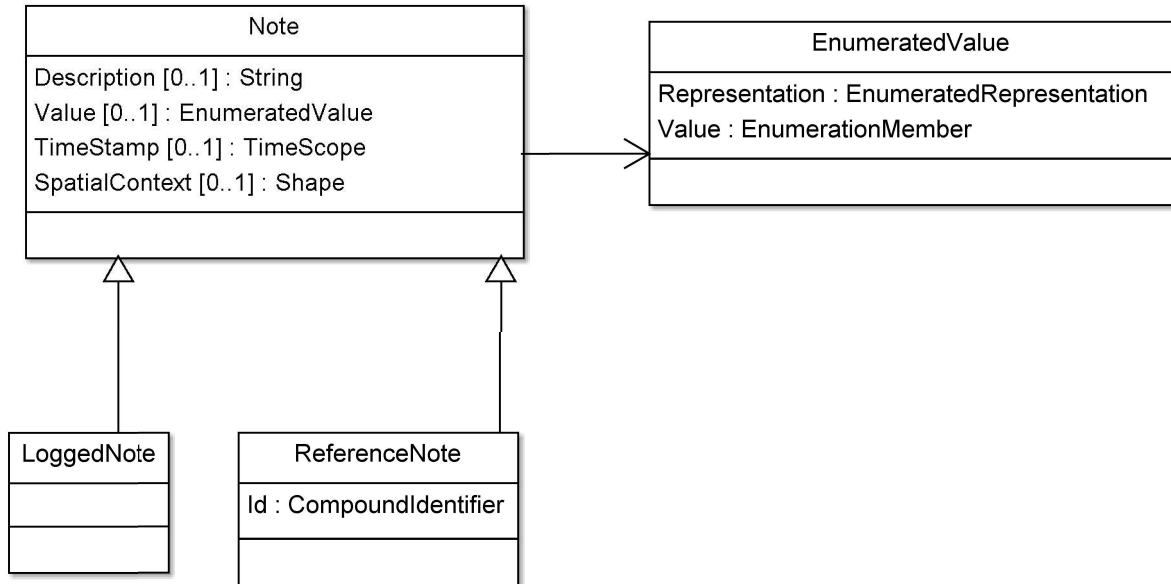 Note
Description [0..1] : String
Value [0..1] : EnumeratedValue
TimeStamp [0..1] : TimeScope
SpatialContext [0..1] : Shape
EnumeratedValue
Representation : EnumeratedRepresentation
Value : EnumerationMember
LoggedNote
ReferenceNote
Id : CompoundIdentifier